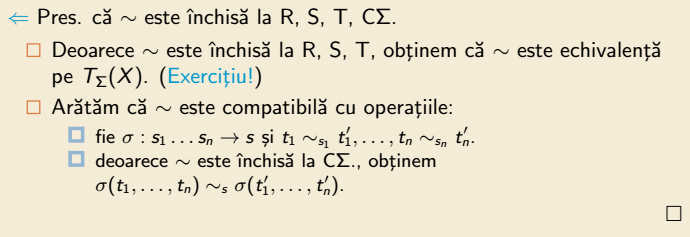 ⇐ Pres. că ∼ este închisă la R, S, T, CΣ.
□ Deoarece ∼ este închisă la R, S, T, obținem că ∼ este echivalență
pe T_Σ(X). (Exercițiu!)
□ Arătăm că ∼ este compatibilă cu operațiile:
□ fie σ : s₁ … sₙ → s și t₁ ∼_{s₁} t′₁, … , tₙ ∼_{sₙ} t′ₙ.
□ deoarece ∼ este închisă la CΣ., obținem
σ(t₁, … , tₙ) ∼_s σ(t′₁, … , t′ₙ).
□